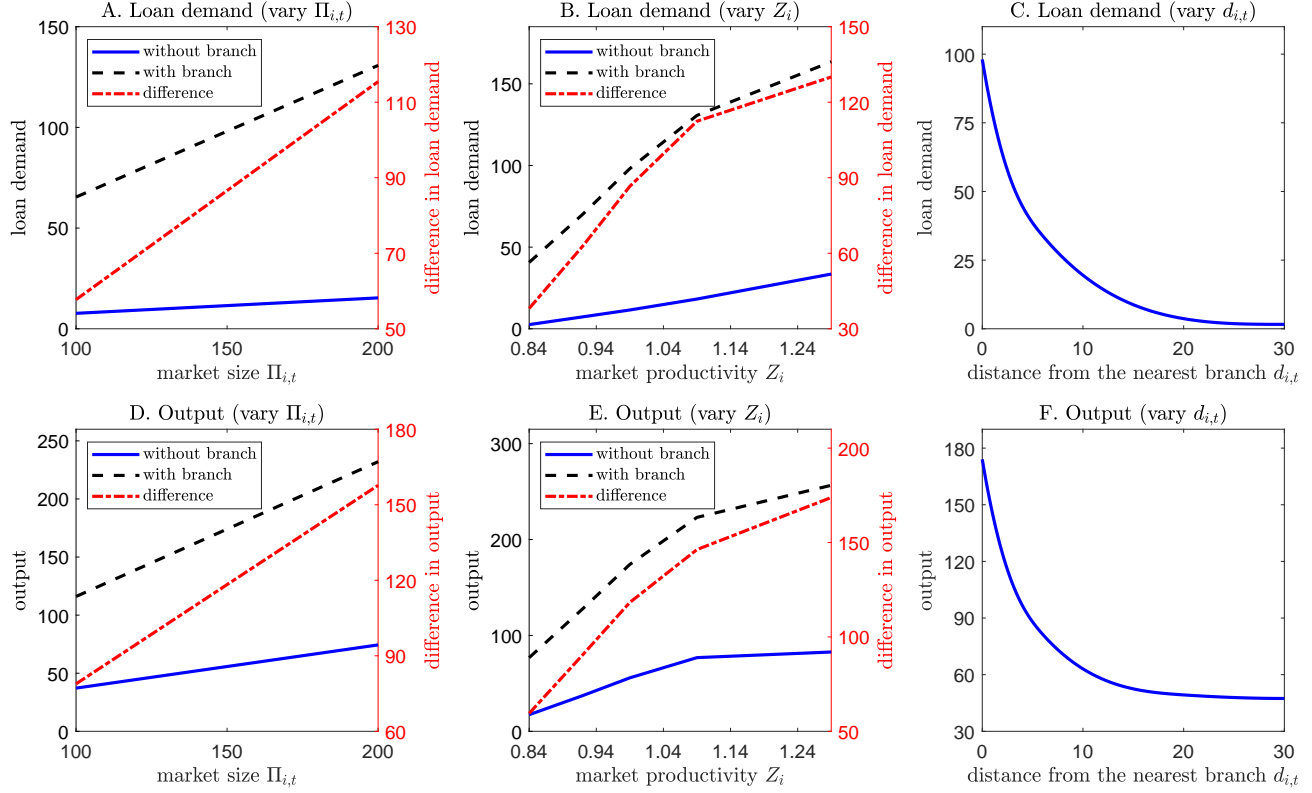 A. Loan demand (vary Π_{i,t})
150
100
50
0
loan demand
without branch
with branch
difference
130
110
90
70
50
difference in loan demand
100
150
200
market size Π_{i,t}
B. Loan demand (vary Z_i)
150
100
50
0
loan demand
without branch
with branch
difference
150
120
90
60
30
difference in loan demand
0.84
0.94
1.04
1.14
1.24
market productivity Z_i
C. Loan demand (vary d_{i,t})
100
75
50
25
0
loan demand
0
10
20
30
distance from the nearest branch d_{i,t}
D. Output (vary Π_{i,t})
250
200
150
100
50
0
output
without branch
with branch
difference
180
150
120
90
60
difference in output
100
150
200
market size Π_{i,t}
E. Output (vary Z_i)
300
200
100
0
output
without branch
with branch
difference
200
150
100
50
difference in output
0.84
0.94
1.04
1.14
1.24
market productivity Z_i
F. Output (vary d_{i,t})
180
150
120
90
60
30
output
0
10
20
30
distance from the nearest branch d_{i,t}